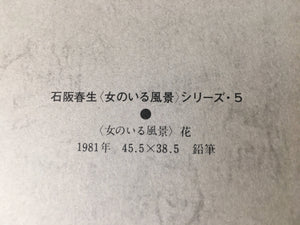 石阪春生〈女のいる風景〉シリーズ・5
●
〈女のいる風景〉花
1981年 45.5×38.5 鉛筆